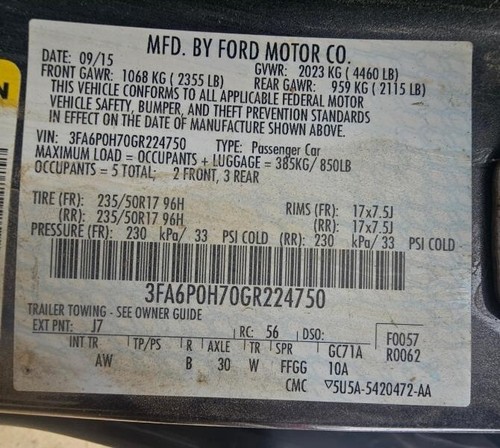 MFD. BY FORD MOTOR CO.
DATE: 09/15 GVWR: 2023 KG ( 4460 LB)
FRONT GAWR: 1068 KG ( 2355 LB) REAR GAWR: 959 KG ( 2115 LB)
THIS VEHICLE CONFORMS TO ALL APPLICABLE FEDERAL MOTOR
VEHICLE SAFETY, BUMPER, AND THEFT PREVENTION STANDARDS
IN EFFECT ON THE DATE OF MANUFACTURE SHOWN ABOVE.
VIN: 3FA6P0H70GR224750 TYPE: Passenger Car
MAXIMUM LOAD = OCCUPANTS + LUGGAGE = 385KG/ 850LB
OCCUPANTS = 5 TOTAL; 2 FRONT, 3 REAR
TIRE (FR): 235/50R17 96H RIMS (FR): 17x7.5J
(RR): 235/50R17 96H (RR): 17x7.5J
PRESSURE (FR): 230 kPa/ 33 PSI COLD (RR): 230 kPa/ 33 PSI COLD
3FA6P0H70GR224750
TRAILER TOWING - SEE OWNER GUIDE
EXT PNT: J7 RC: 56 DSO: F0057
INT TR TP/PS R AXLE TR SPR GC71A R0062
AW B 30 W FFGG 10A
CMC ▽5U5A-5420472-AA
N